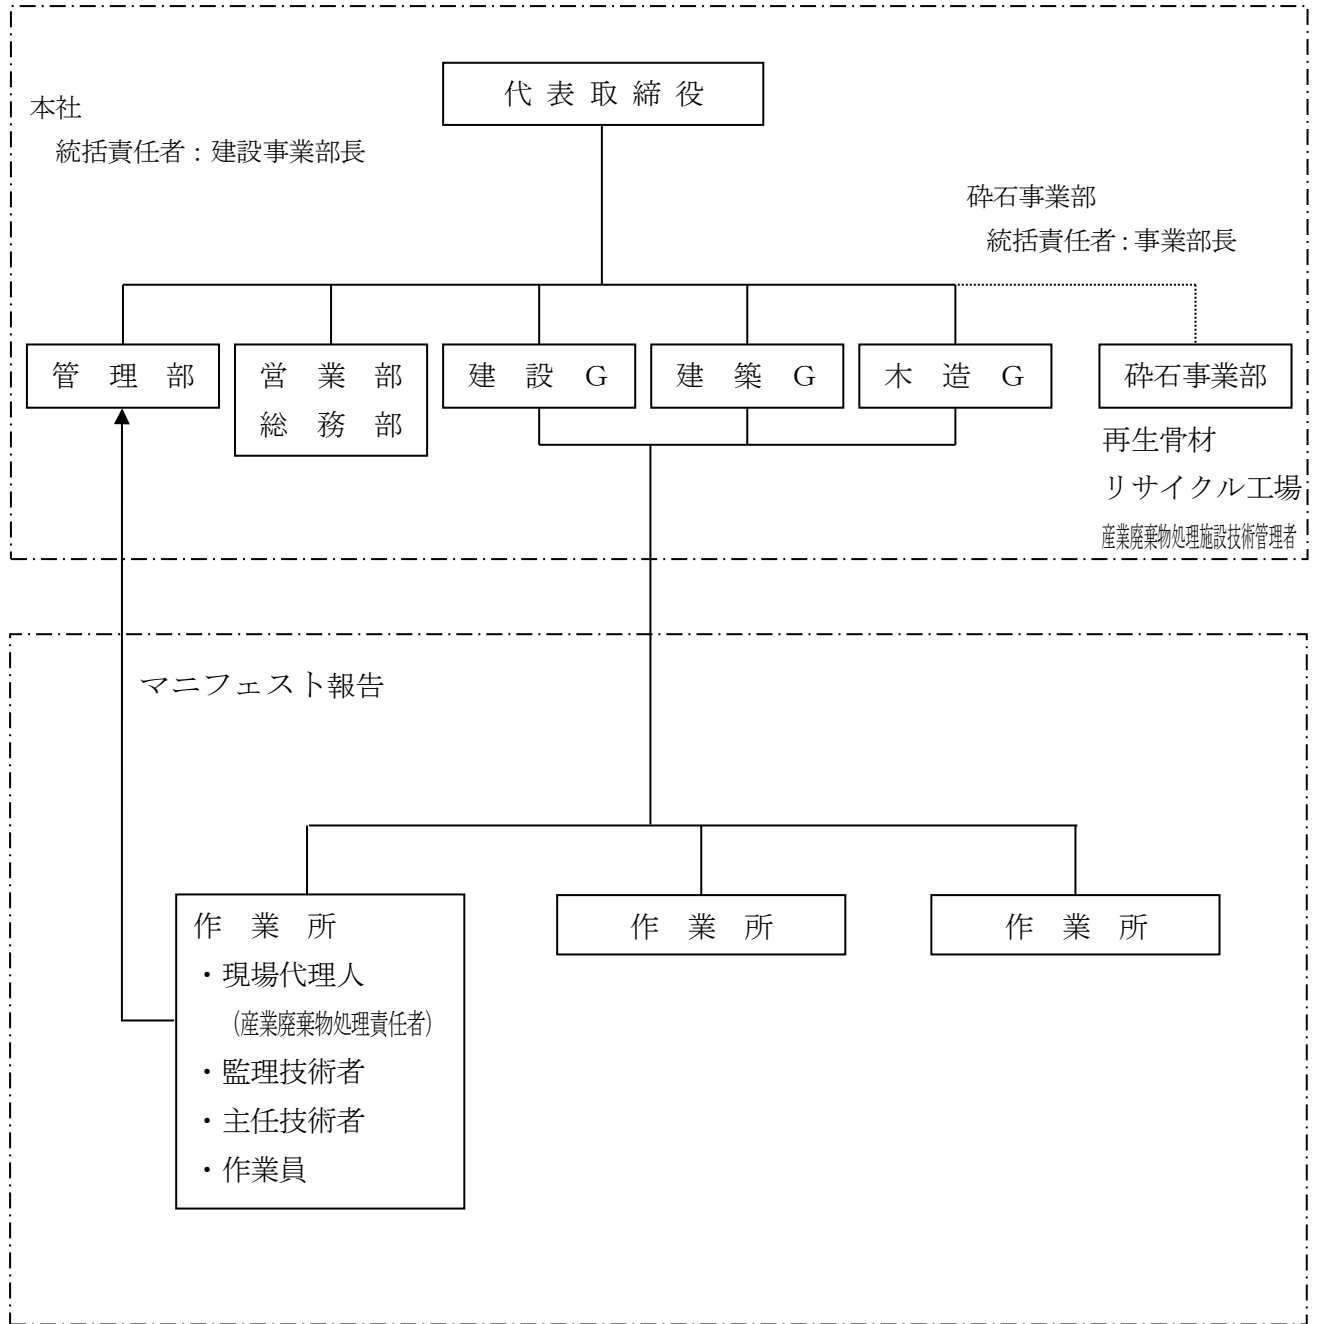 代表取締役
本社
統括責任者：建設事業部長
砕石事業部
統括責任者：事業部長
管理部
営業部
総務部
建設G
建築G
木造G
砕石事業部
再生骨材
リサイクル工場
産業廃棄物処理施設技術管理者
マニフェスト報告
作業所
・現場代理人
（産業廃棄物処理責任者）
・監理技術者
・主任技術者
・作業員
作業所
作業所